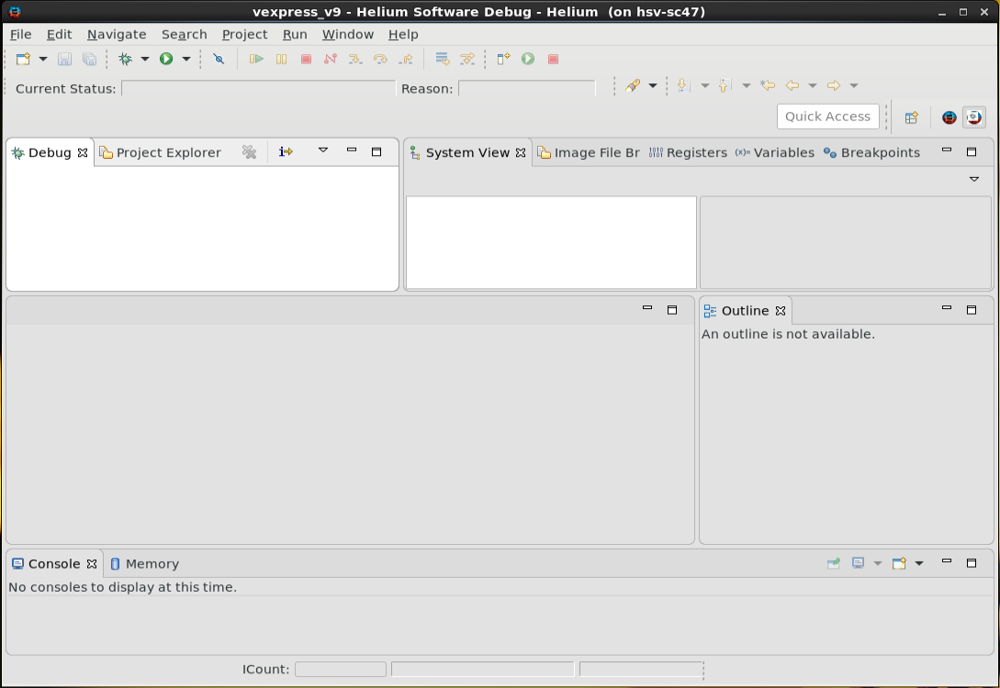 vexpress_v9 - Helium Software Debug - Helium  (on hsv-sc47)
File Edit Navigate Search Project Run Window Help
Current Status: Reason:
Quick Access
Debug Project Explorer
System View Image File Br Registers (x)= Variables Breakpoints
Outline
An outline is not available.
Console Memory
No consoles to display at this time.
ICount: